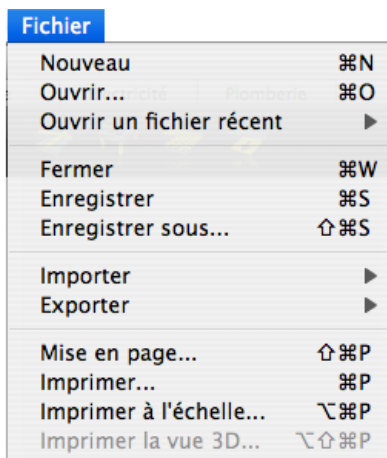 Fichier
Nouveau ⌘N
Ouvrir... ⌘O
Ouvrir un fichier récent ▶
Fermer ⌘W
Enregistrer ⌘S
Enregistrer sous... ⇧⌘S
Importer ▶
Exporter ▶
Mise en page... ⇧⌘P
Imprimer... ⌘P
Imprimer à l'échelle... ⌥⌘P
Imprimer la vue 3D... ⌥⇧⌘P